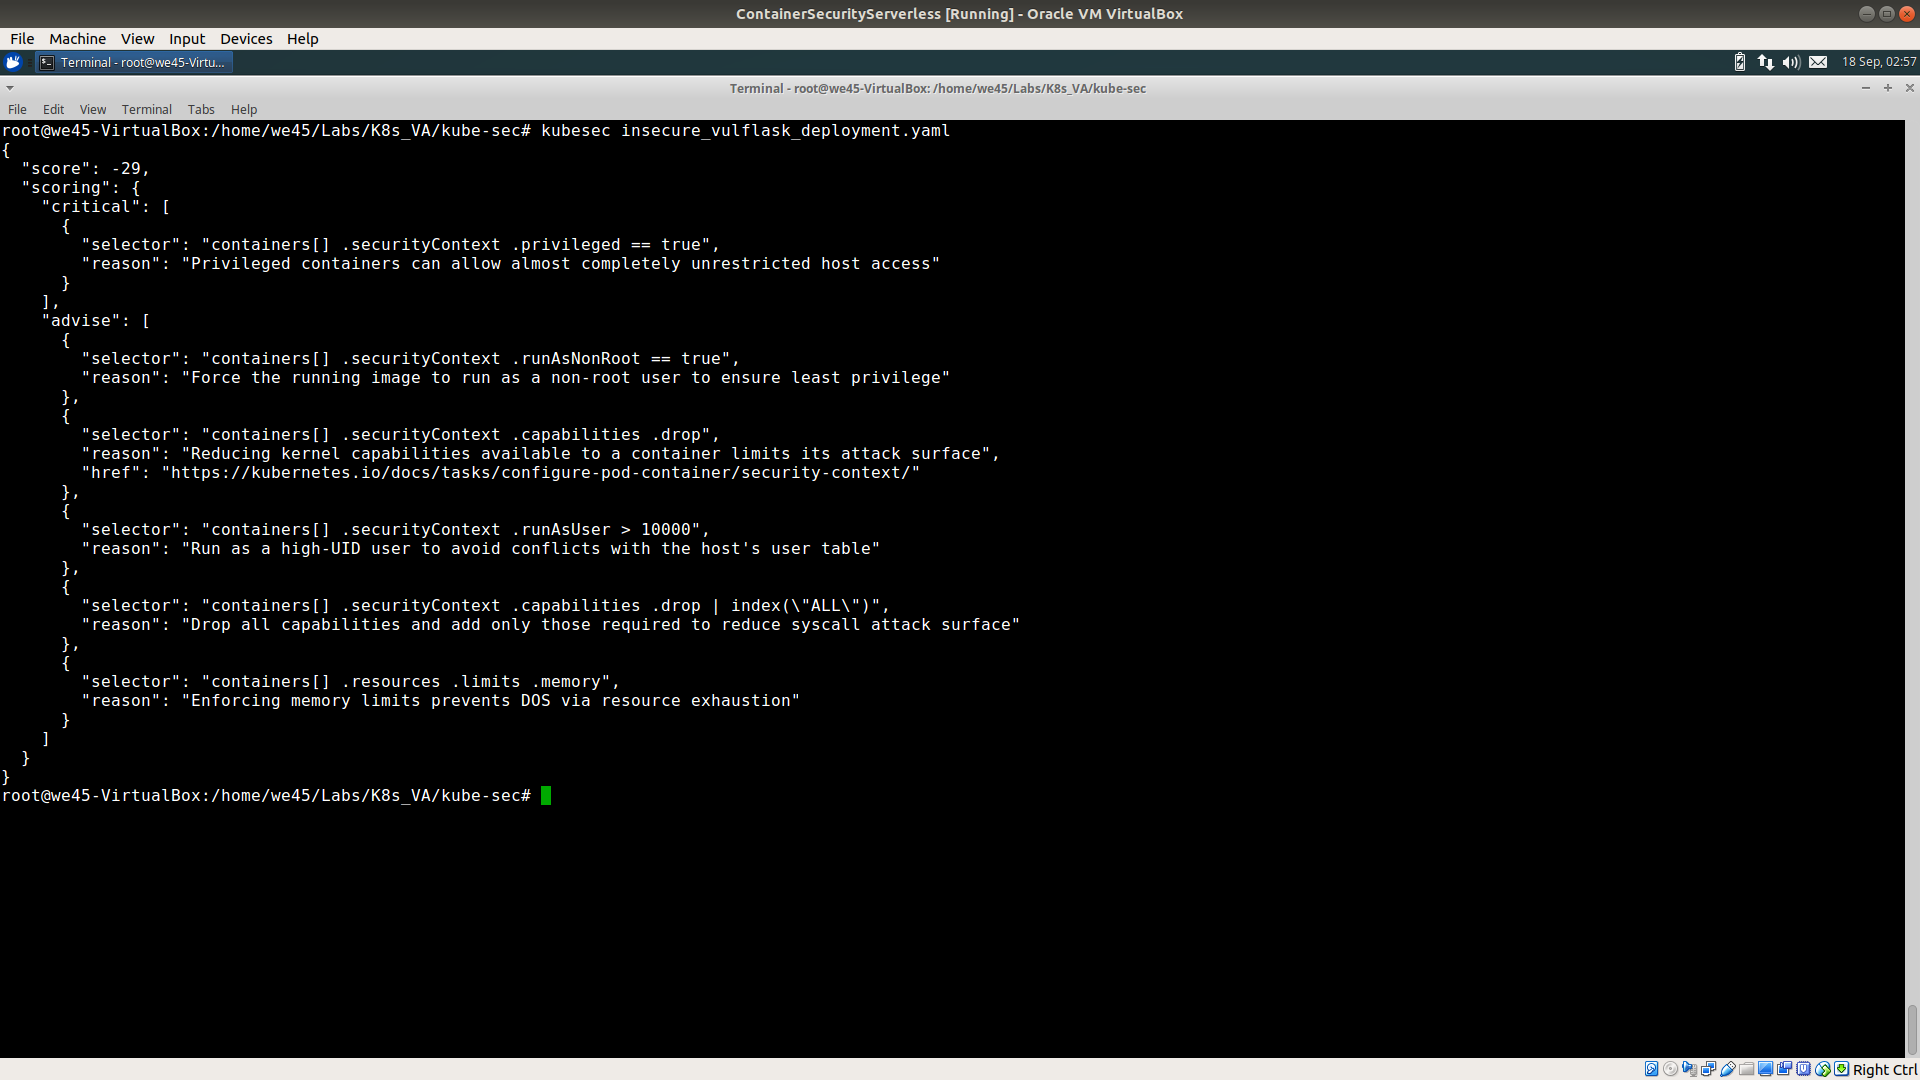 ContainerSecurityServerless [Running] - Oracle VM VirtualBox
File Machine View Input Devices Help
Terminal - root@we45-Virtu...
18 Sep, 02:57
Terminal - root@we45-VirtualBox: /home/we45/Labs/K8s_VA/kube-sec
File Edit View Terminal Tabs Help
root@we45-VirtualBox:/home/we45/Labs/K8s_VA/kube-sec# kubesec insecure_vulflask_deployment.yaml
{
  "score": -29,
  "scoring": {
    "critical": [
      {
        "selector": "containers[] .securityContext .privileged == true",
        "reason": "Privileged containers can allow almost completely unrestricted host access"
      }
    ],
    "advise": [
      {
        "selector": "containers[] .securityContext .runAsNonRoot == true",
        "reason": "Force the running image to run as a non-root user to ensure least privilege"
      },
      {
        "selector": "containers[] .securityContext .capabilities .drop",
        "reason": "Reducing kernel capabilities available to a container limits its attack surface",
        "href": "https://kubernetes.io/docs/tasks/configure-pod-container/security-context/"
      },
      {
        "selector": "containers[] .securityContext .runAsUser > 10000",
        "reason": "Run as a high-UID user to avoid conflicts with the host's user table"
      },
      {
        "selector": "containers[] .securityContext .capabilities .drop | index(\"ALL\")",
        "reason": "Drop all capabilities and add only those required to reduce syscall attack surface"
      },
      {
        "selector": "containers[] .resources .limits .memory",
        "reason": "Enforcing memory limits prevents DOS via resource exhaustion"
      }
    ]
  }
}
root@we45-VirtualBox:/home/we45/Labs/K8s_VA/kube-sec#
Right Ctrl